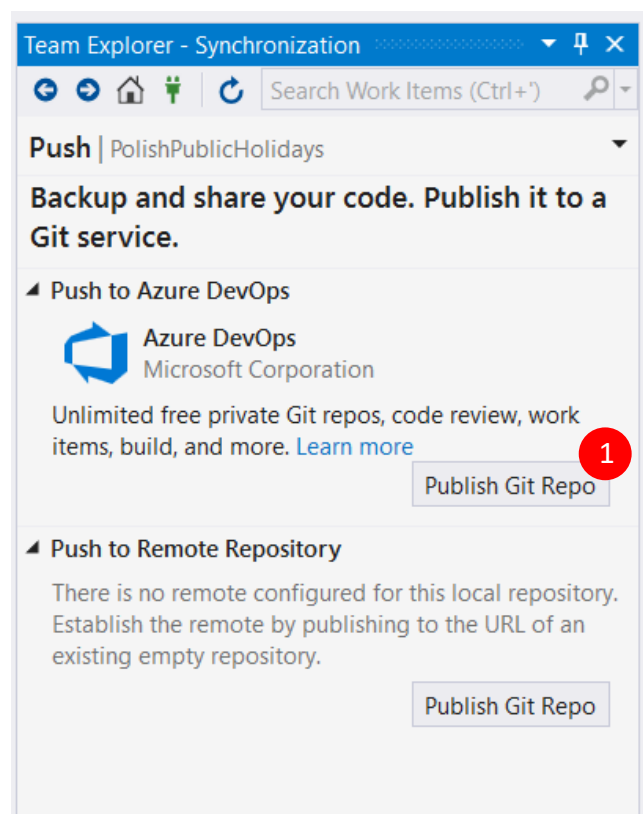 Team Explorer - Synchronization
Search Work Items (Ctrl+')
Push | PolishPublicHolidays
Backup and share your code. Publish it to a
Git service.
Push to Azure DevOps
Azure DevOps
Microsoft Corporation
Unlimited free private Git repos, code review, work
items, build, and more. Learn more
1
Publish Git Repo
Push to Remote Repository
There is no remote configured for this local repository.
Establish the remote by publishing to the URL of an
existing empty repository.
Publish Git Repo